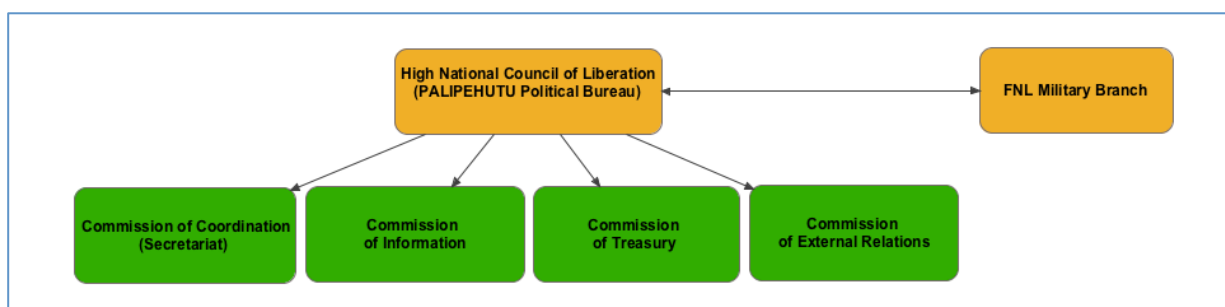 High National Council of Liberation
(PALIPEHUTU Political Bureau)
FNL Military Branch
Commission of Coordination
(Secretariat)
Commission
of Information
Commission
of Treasury
Commission
of External Relations